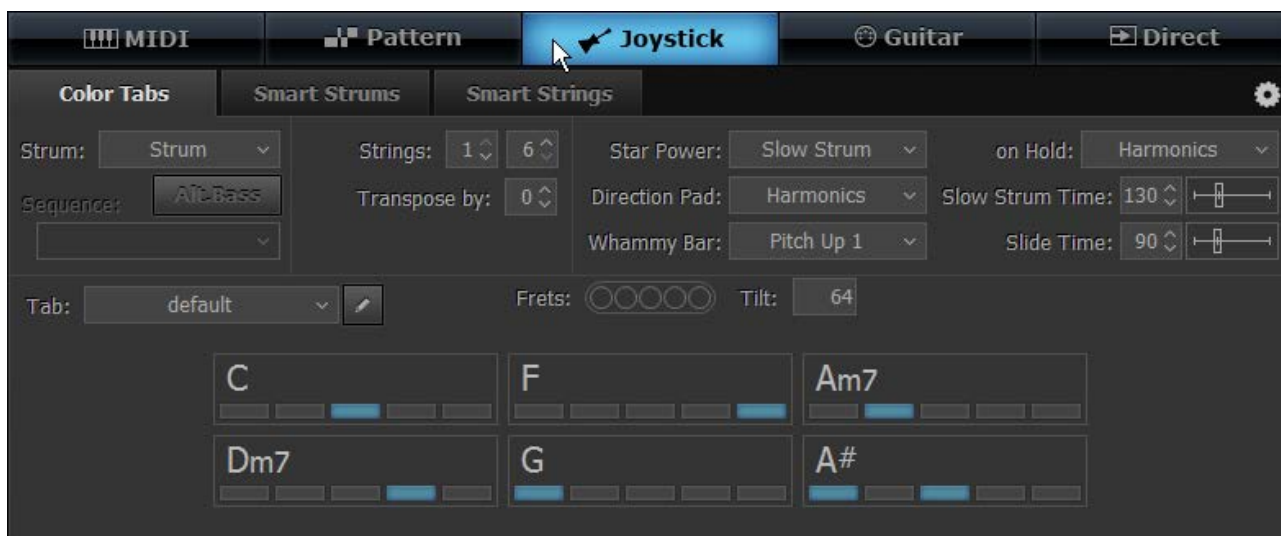 MIDI Pattern Joystick Guitar Direct
Color Tabs Smart Strums Smart Strings
Strum: Strum Strings: 1 6 Star Power: Slow Strum on Hold: Harmonics
Sequence: Alt-Bass Transpose by: 0 Direction Pad: Harmonics Slow Strum Time: 130
Whammy Bar: Pitch Up 1 Slide Time: 90
Tab: default Frets: Tilt: 64
C F Am7
Dm7 G A#